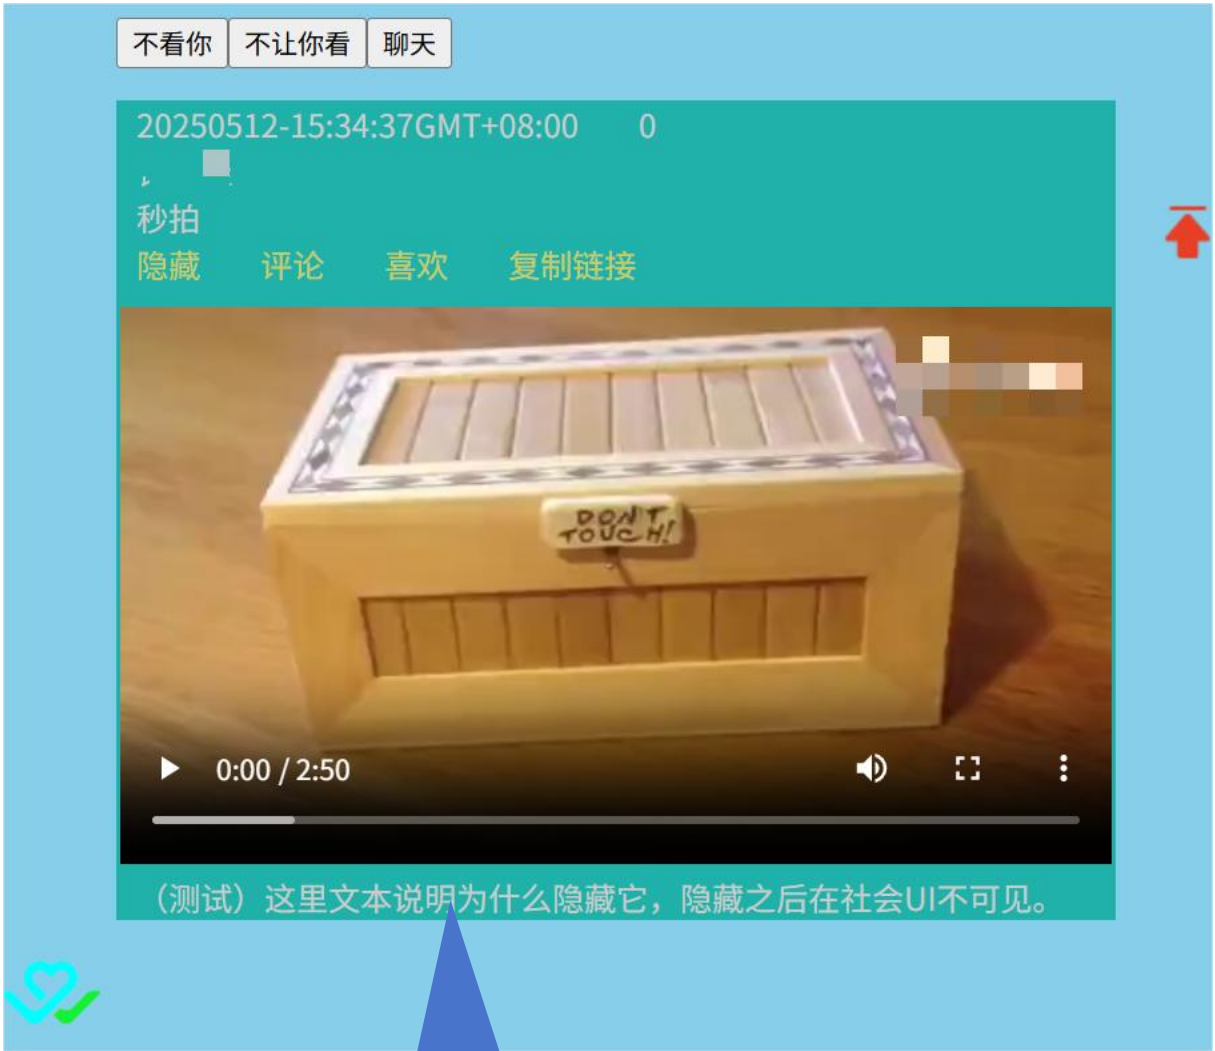 不看你 不让你看 聊天
20250512-15:34:37GMT+08:00 0
秒拍
隐藏 评论 喜欢 复制链接
DON'T
TOUCH!
0:00 / 2:50
（测试）这里文本说明为什么隐藏它，隐藏之后在社会UI不可见。